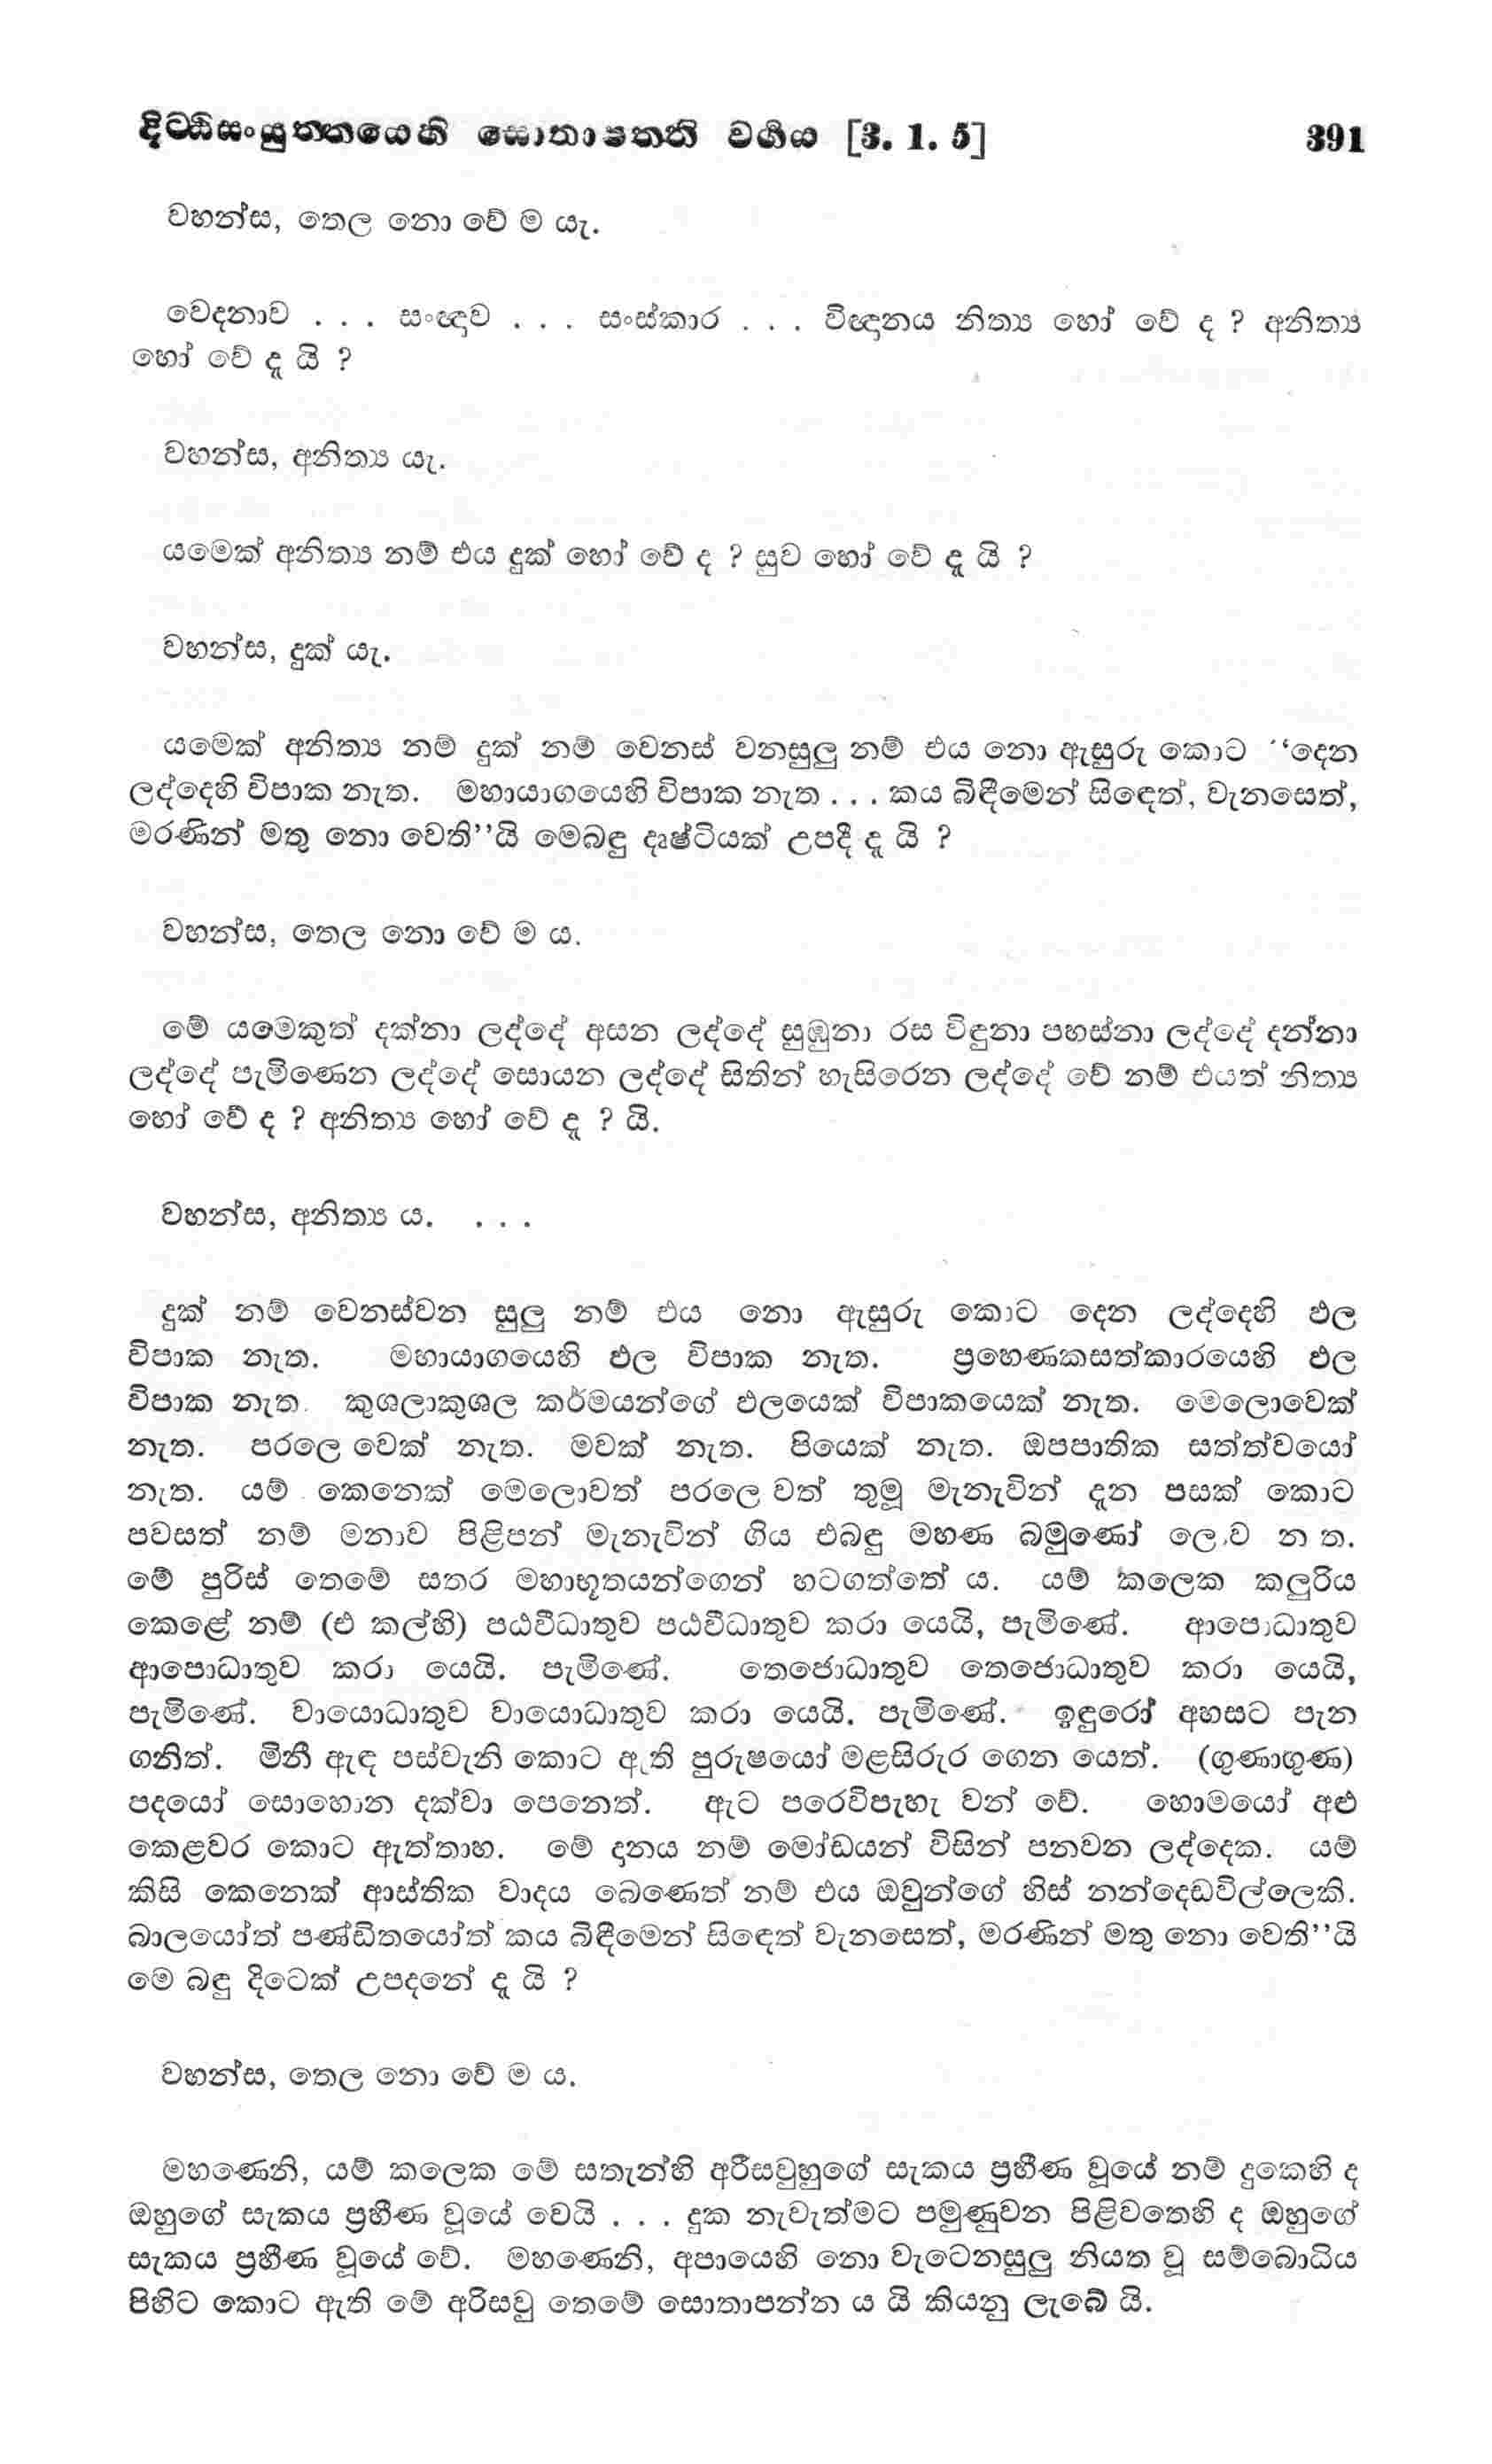 දිට්ඨිසංයුත්තයෙහි සොතාපත්ති වර්‍ගය [3. 1. 5] 391
වහන්ස, තෙල නො වේ ම යැ.
වෙදනාව . . . සංඥාව . . . සංස්කාර . . . විඥානය නිත්‍ය හෝ වේ ද ? අනිත්‍ය
හෝ වේ දැ යි ?
වහන්ස, අනිත්‍ය යැ.
යමෙක් අනිත්‍ය නම් එය දුක් හෝ වේ ද ? සුව හෝ වේ දැ යි ?
වහන්ස, දුක් යැ.
යමෙක් අනිත්‍ය නම් දුක් නම් වෙනස් වනසුලු නම් එය නො ඇසුරු කොට ‘‘දෙන
ලද්දෙහි විපාක නැත. මහායාගයෙහි විපාක නැත . . . කය බිඳීමෙන් සිඳෙත්, වැනසෙත්,
මරණින් මතු නො වෙති’’යි මෙබඳු දෘෂ්ටියක් උපදී දැ යි ?
වහන්ස, තෙල නො වේ ම ය.
මේ යමෙකුත් දක්නා ලද්දේ අසන ලද්දේ සුඹුනා රස විඳුනා පහස්නා ලද්දේ දන්නා
ලද්දේ පැමිණෙන ලද්දේ සොයන ලද්දේ සිතින් හැසිරෙන ලද්දේ වේ නම් එයත් නිත්‍ය
හෝ වේ ද ? අනිත්‍ය හෝ වේ දැ ? යි.
වහන්ස, අනිත්‍ය ය. . . .
දුක් නම් වෙනස්වන සුලු නම් එය නො ඇසුරු කොට දෙන ලද්දෙහි ඵල
විපාක නැත. මහායාගයෙහි ඵල විපාක නැත. ප්‍රහෙණකසත්කාරයෙහි ඵල
විපාක නැත. කුශලාකුශල කර්මයන්ගේ ඵලයෙක් විපාකයෙක් නැත. මෙලොවෙක්
නැත. පරලෙ වෙක් නැත. මවක් නැත. පියෙක් නැත. ඔපපාතික සත්ත්වයෝ
නැත. යම් කෙනෙක් මෙලොවත් පරලෙ වත් තුමූ මැනැවින් දැන පසක් කොට
පවසත් නම් මනාව පිළිපන් මැනැවින් ගිය එබඳු මහණ බමුණෝ ලොව න ත.
මේ පුරිස් තෙමේ සතර මහාභූතයන්ගෙන් හටගත්තේ ය. යම් කලෙක කලුරිය
කෙළේ නම් (එ කල්හි) පඨවීධාතුව පඨවීධාතුව කරා යෙයි, පැමිණේ. ආපොධාතුව
ආපොධාතුව කරා යෙයි. පැමිණේ. තෙජොධාතුව තෙජොධාතුව කරා යෙයි,
පැමිණේ. වායොධාතුව වායොධාතුව කරා යෙයි. පැමිණේ. ඉඳුරෝ අහසට පැන
ගනිත්. මිනී ඇඳ පස්වැනි කොට ඇති පුරුෂයෝ මළසිරුර ගෙන යෙත්. (ගුණාගුණ)
පදයෝ සොහොන දක්වා පෙනෙත්. ඇට පරෙවිපැහැ වන් වේ. හොමයෝ අළු
කෙළවර කොට ඇත්තාහ. මේ දානය නම් මෝඩයන් විසින් පනවන ලද්දෙක. යම්
කිසි කෙනෙක් ආස්තික වාදය බෙණෙත් නම් එය ඔවුන්ගේ හිස් නන්දෙඩවිල්ලෙකි.
බාලයෝත් පණ්ඩිතයෝත් කය බිඳීමෙන් සිඳෙත් වැනසෙත්, මරණින් මතු නො වෙති’’යි
මෙ බඳු දිටෙක් උපදනේ දැ යි ?
වහන්ස, තෙල නො වේ ම ය.
මහණෙනි, යම් කලෙක මේ සතැන්හි අරීසවුහුගේ සැකය ප්‍රහීණ වූයේ නම් දුකෙහි ද
ඔහුගේ සැකය ප්‍රහීණ වූයේ වෙයි . . . දුක නැවැත්මට පමුණුවන පිළිවතෙහි ද ඔහුගේ
සැකය ප්‍රහීණ වූයේ වේ. මහණෙනි, අපායෙහි නො වැටෙනසුලු නියත වූ සම්බොධිය
පිහිට කොට ඇති මේ අරිසවු තෙමේ සොතාපන්න ය යි කියනු ලැබේ යි.